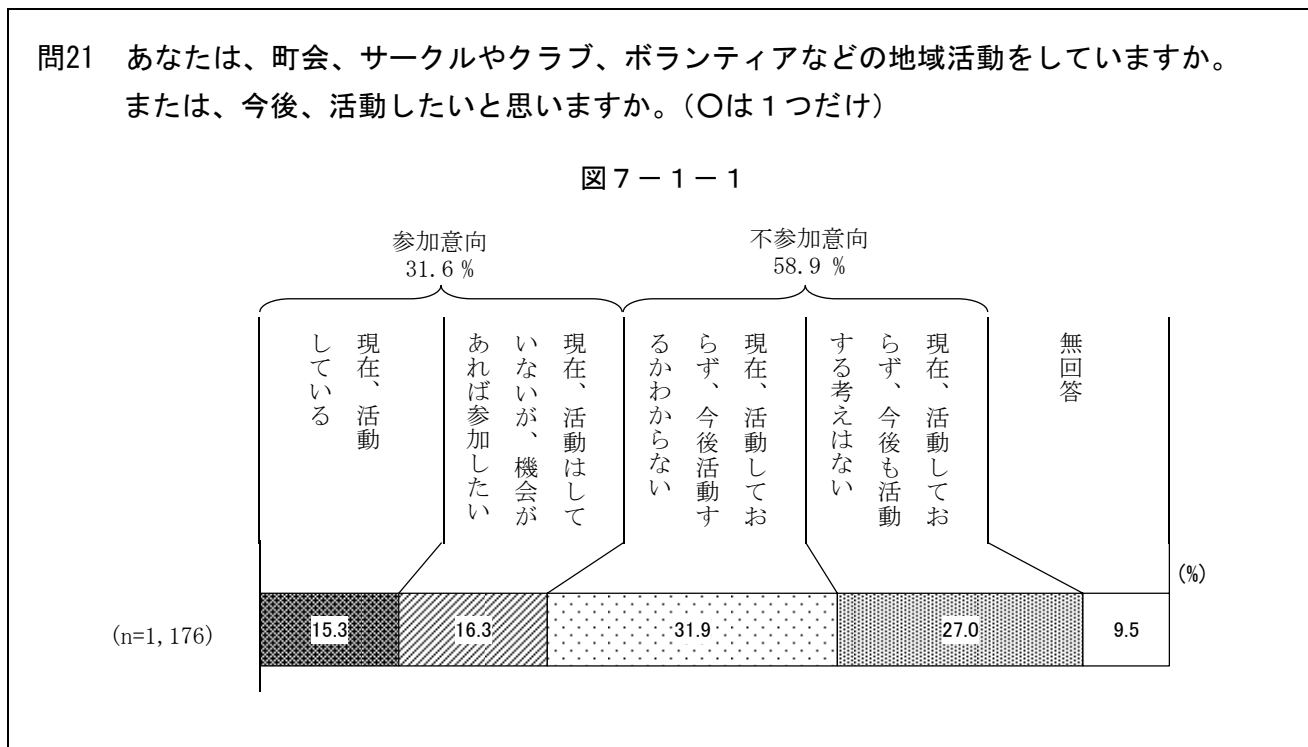 問21　あなたは、町会、サークルやクラブ、ボランティアなどの地域活動をしていますか。
または、今後、活動したいと思いますか。（○は１つだけ）
図７－１－１
参加意向
31.6％
不参加意向
58.9 ％
現在、活動
している
現在、活動はして
いないが、機会が
あれば参加したい
現在、活動してお
らず、今後活動す
るかわからない
現在、活動してお
らず、今後も活動
する考えはない
無回答
(%)
(n=1,176)
15.3
16.3
31.9
27.0
9.5